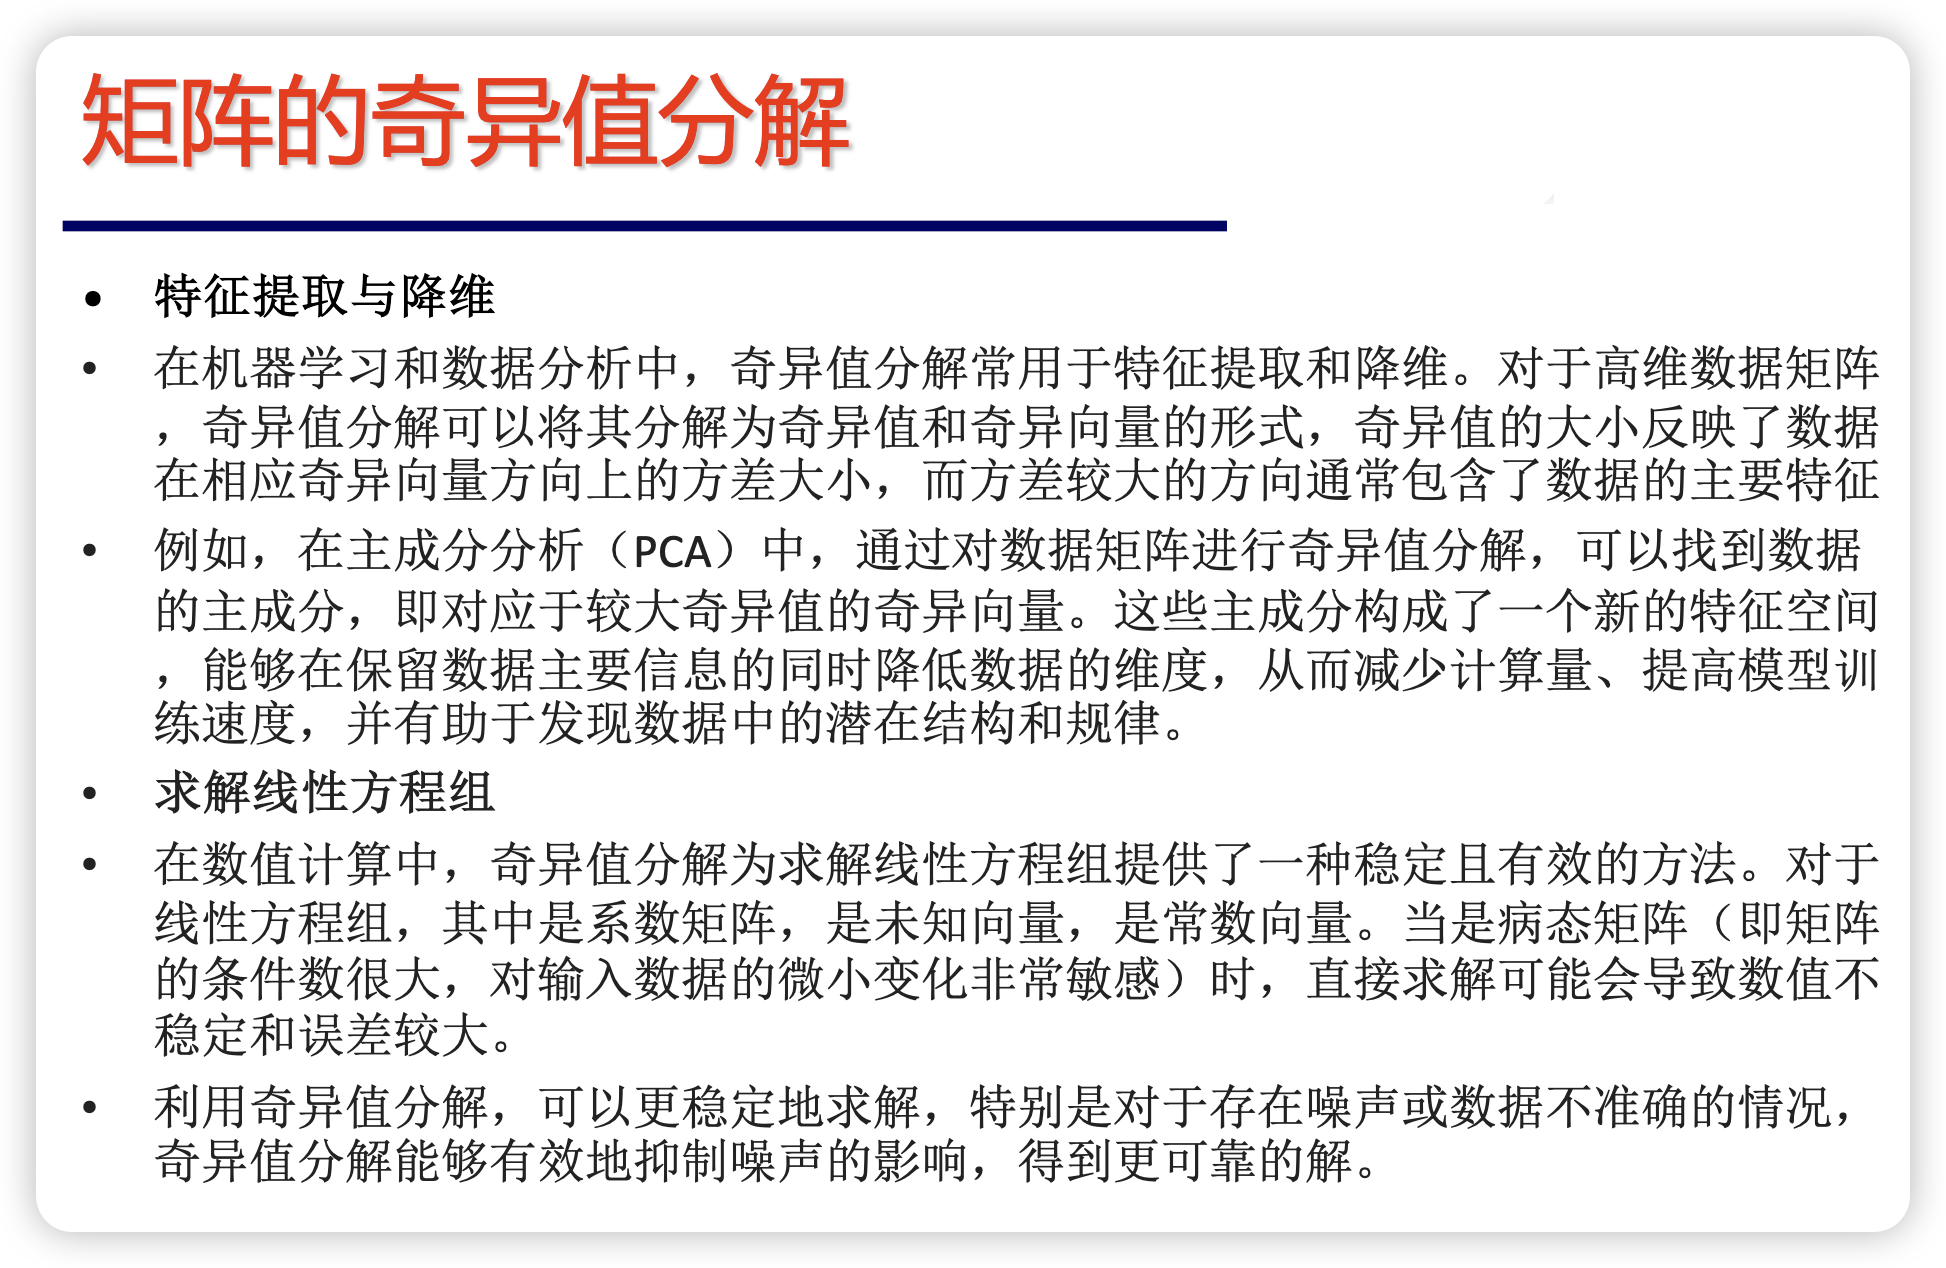 矩阵的奇异值分解
• 特征提取与降维
• 在机器学习和数据分析中，奇异值分解常用于特征提取和降维。对于高维数据矩阵
，奇异值分解可以将其分解为奇异值和奇异向量的形式，奇异值的大小反映了数据
在相应奇异向量方向上的方差大小，而方差较大的方向通常包含了数据的主要特征
• 例如，在主成分分析（PCA）中，通过对数据矩阵进行奇异值分解，可以找到数据
的主成分，即对应于较大奇异值的奇异向量。这些主成分构成了一个新的特征空间
，能够在保留数据主要信息的同时降低数据的维度，从而减少计算量、提高模型训
练速度，并有助于发现数据中的潜在结构和规律。
• 求解线性方程组
• 在数值计算中，奇异值分解为求解线性方程组提供了一种稳定且有效的方法。对于
线性方程组，其中是系数矩阵，是未知向量，是常数向量。当是病态矩阵（即矩阵
的条件数很大，对输入数据的微小变化非常敏感）时，直接求解可能会导致数值不
稳定和误差较大。
• 利用奇异值分解，可以更稳定地求解，特别是对于存在噪声或数据不准确的情况，
奇异值分解能够有效地抑制噪声的影响，得到更可靠的解。